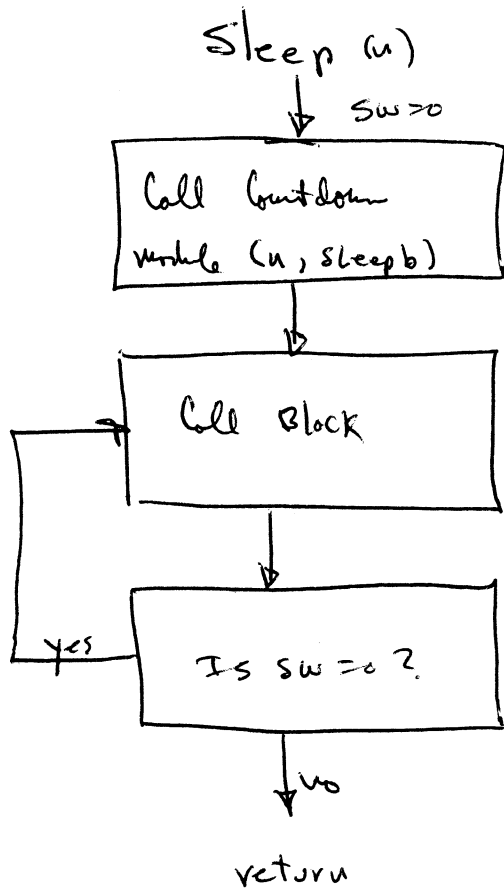 Sleep (n)
sw=0
Call Countdown
module (n, sleepb)
Call Block
yes
Is sw=0?
no
return